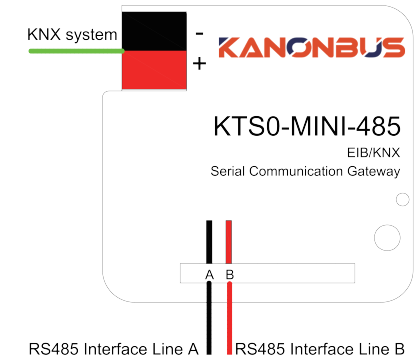 KNX system
-
+
KANONBUS
KTS0-MINI-485
EIB/KNX
Serial Communication Gateway
A B
RS485 Interface Line A
RS485 Interface Line B